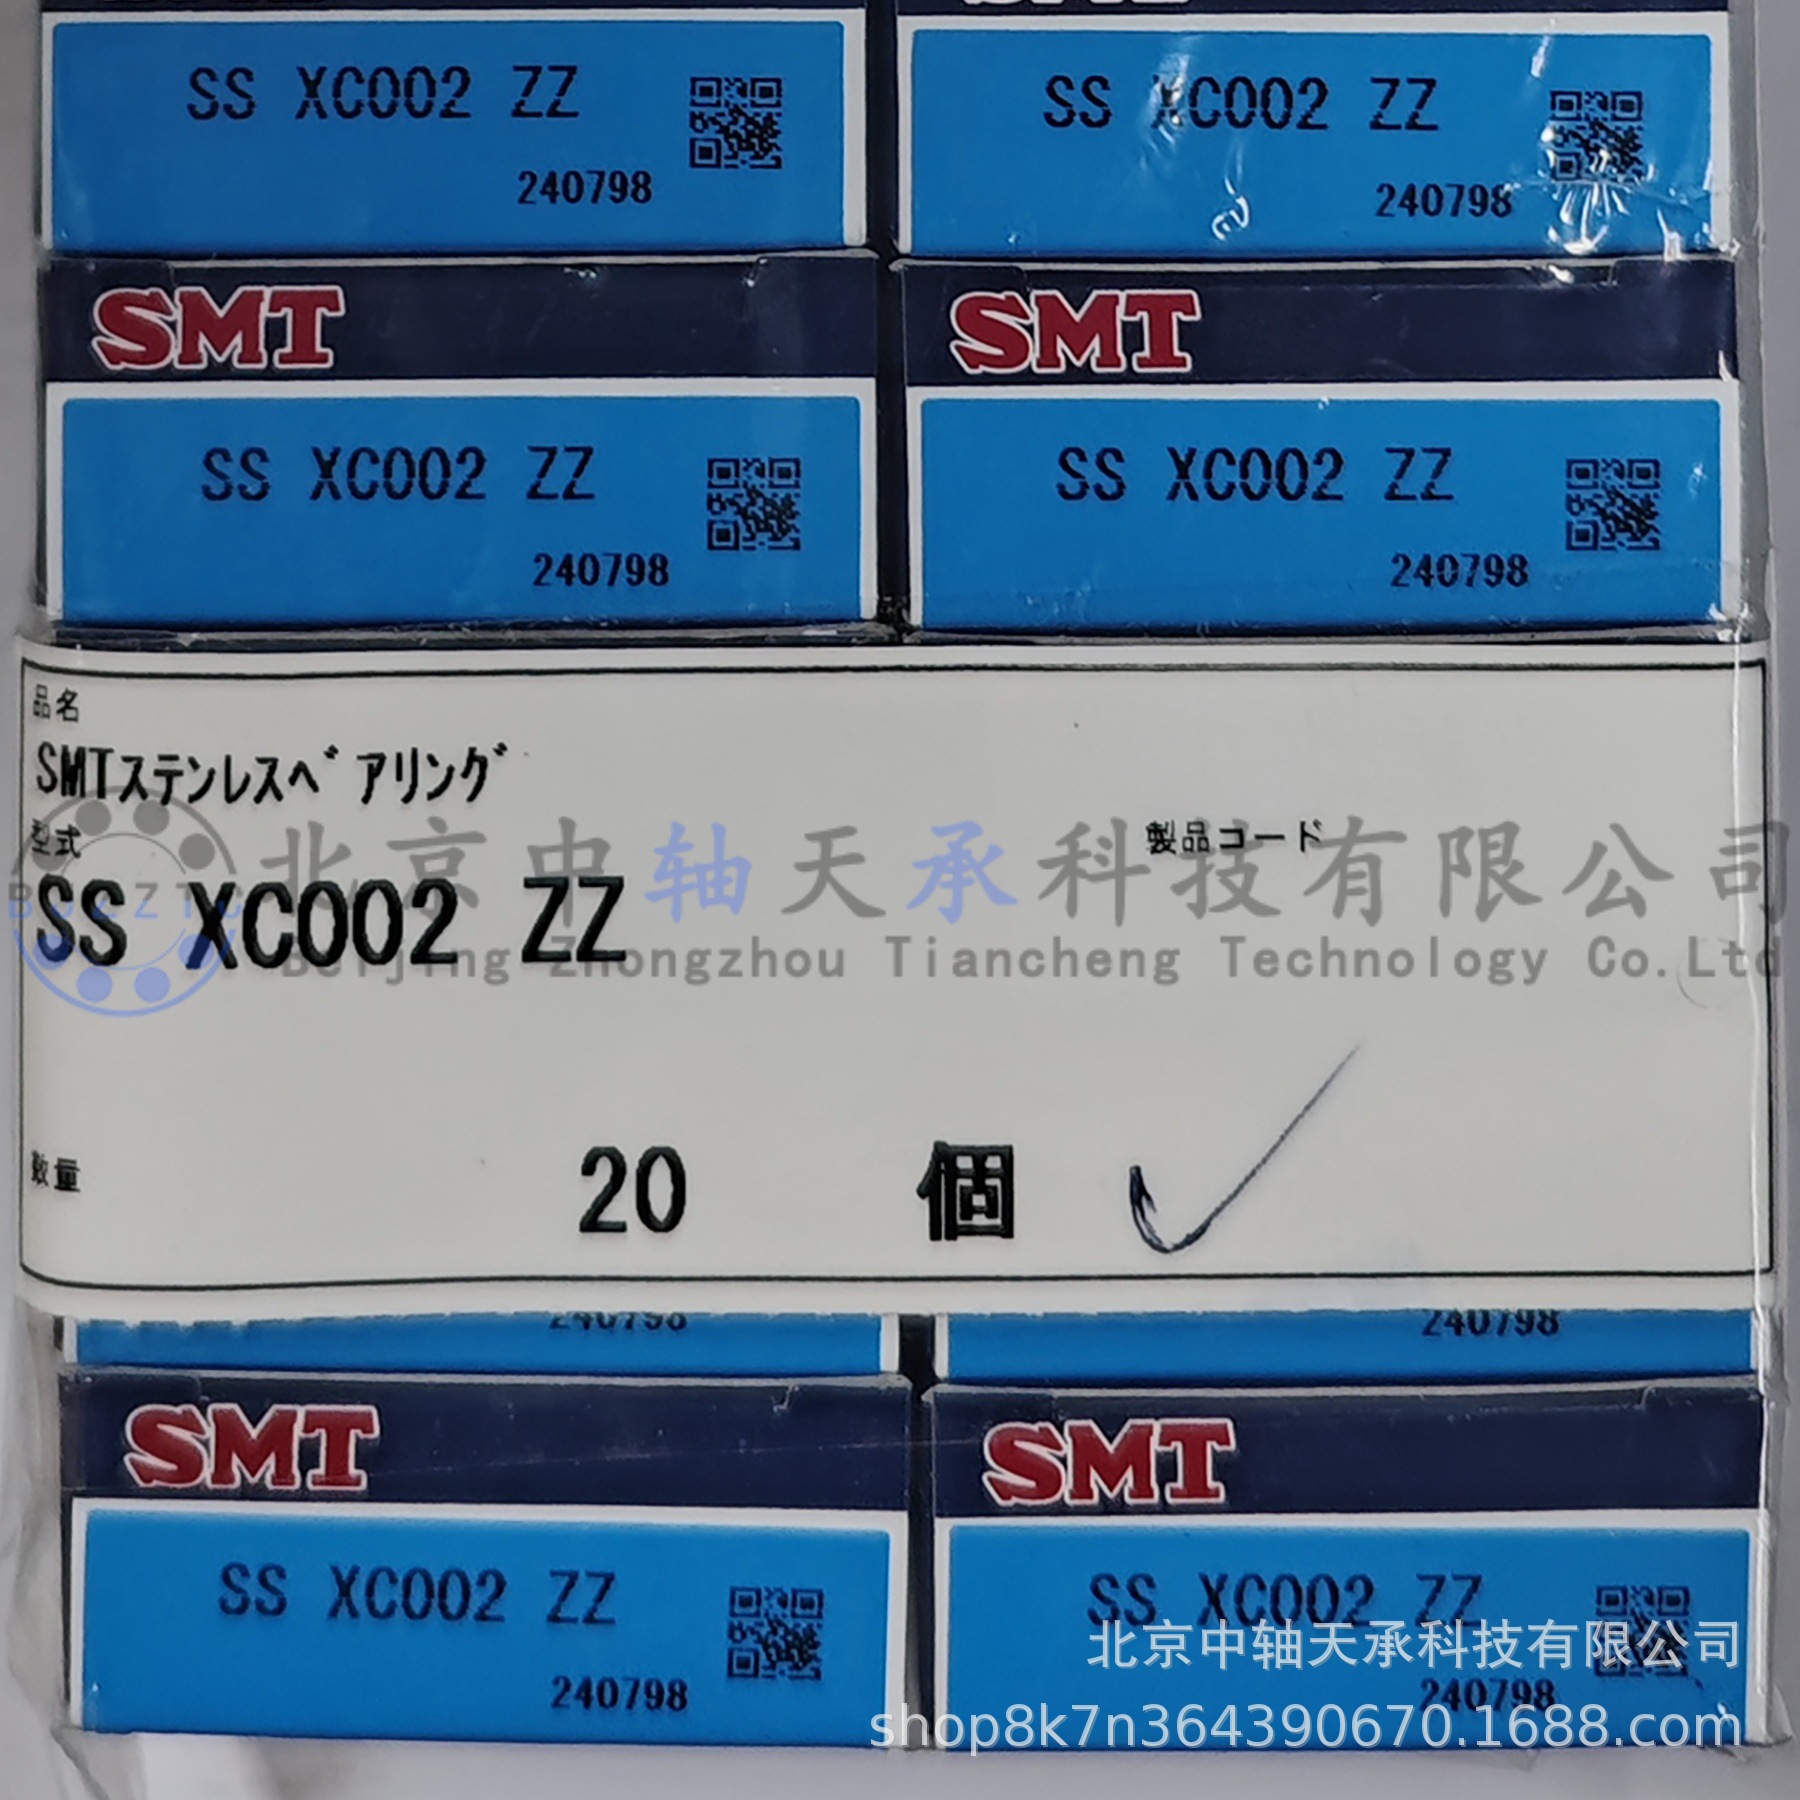 SS XC002 ZZ
240798
SS XC002 ZZ
240798
SMT
SS XC002 ZZ
240798
SMT
SS XC002 ZZ
240798
品名
SMTステンレスベアリング
型式
製品コード
SS XC002 ZZ
北京中轴天承科技有限公司
Beijing Zhongzhou Tiancheng Technology Co.Ltd
数量
20 個
240798
240798
SMT
SS XC002 ZZ
240798
SMT
SS XC002 ZZ
240798
北京中轴天承科技有限公司
shop8k7n364390670.1688.com